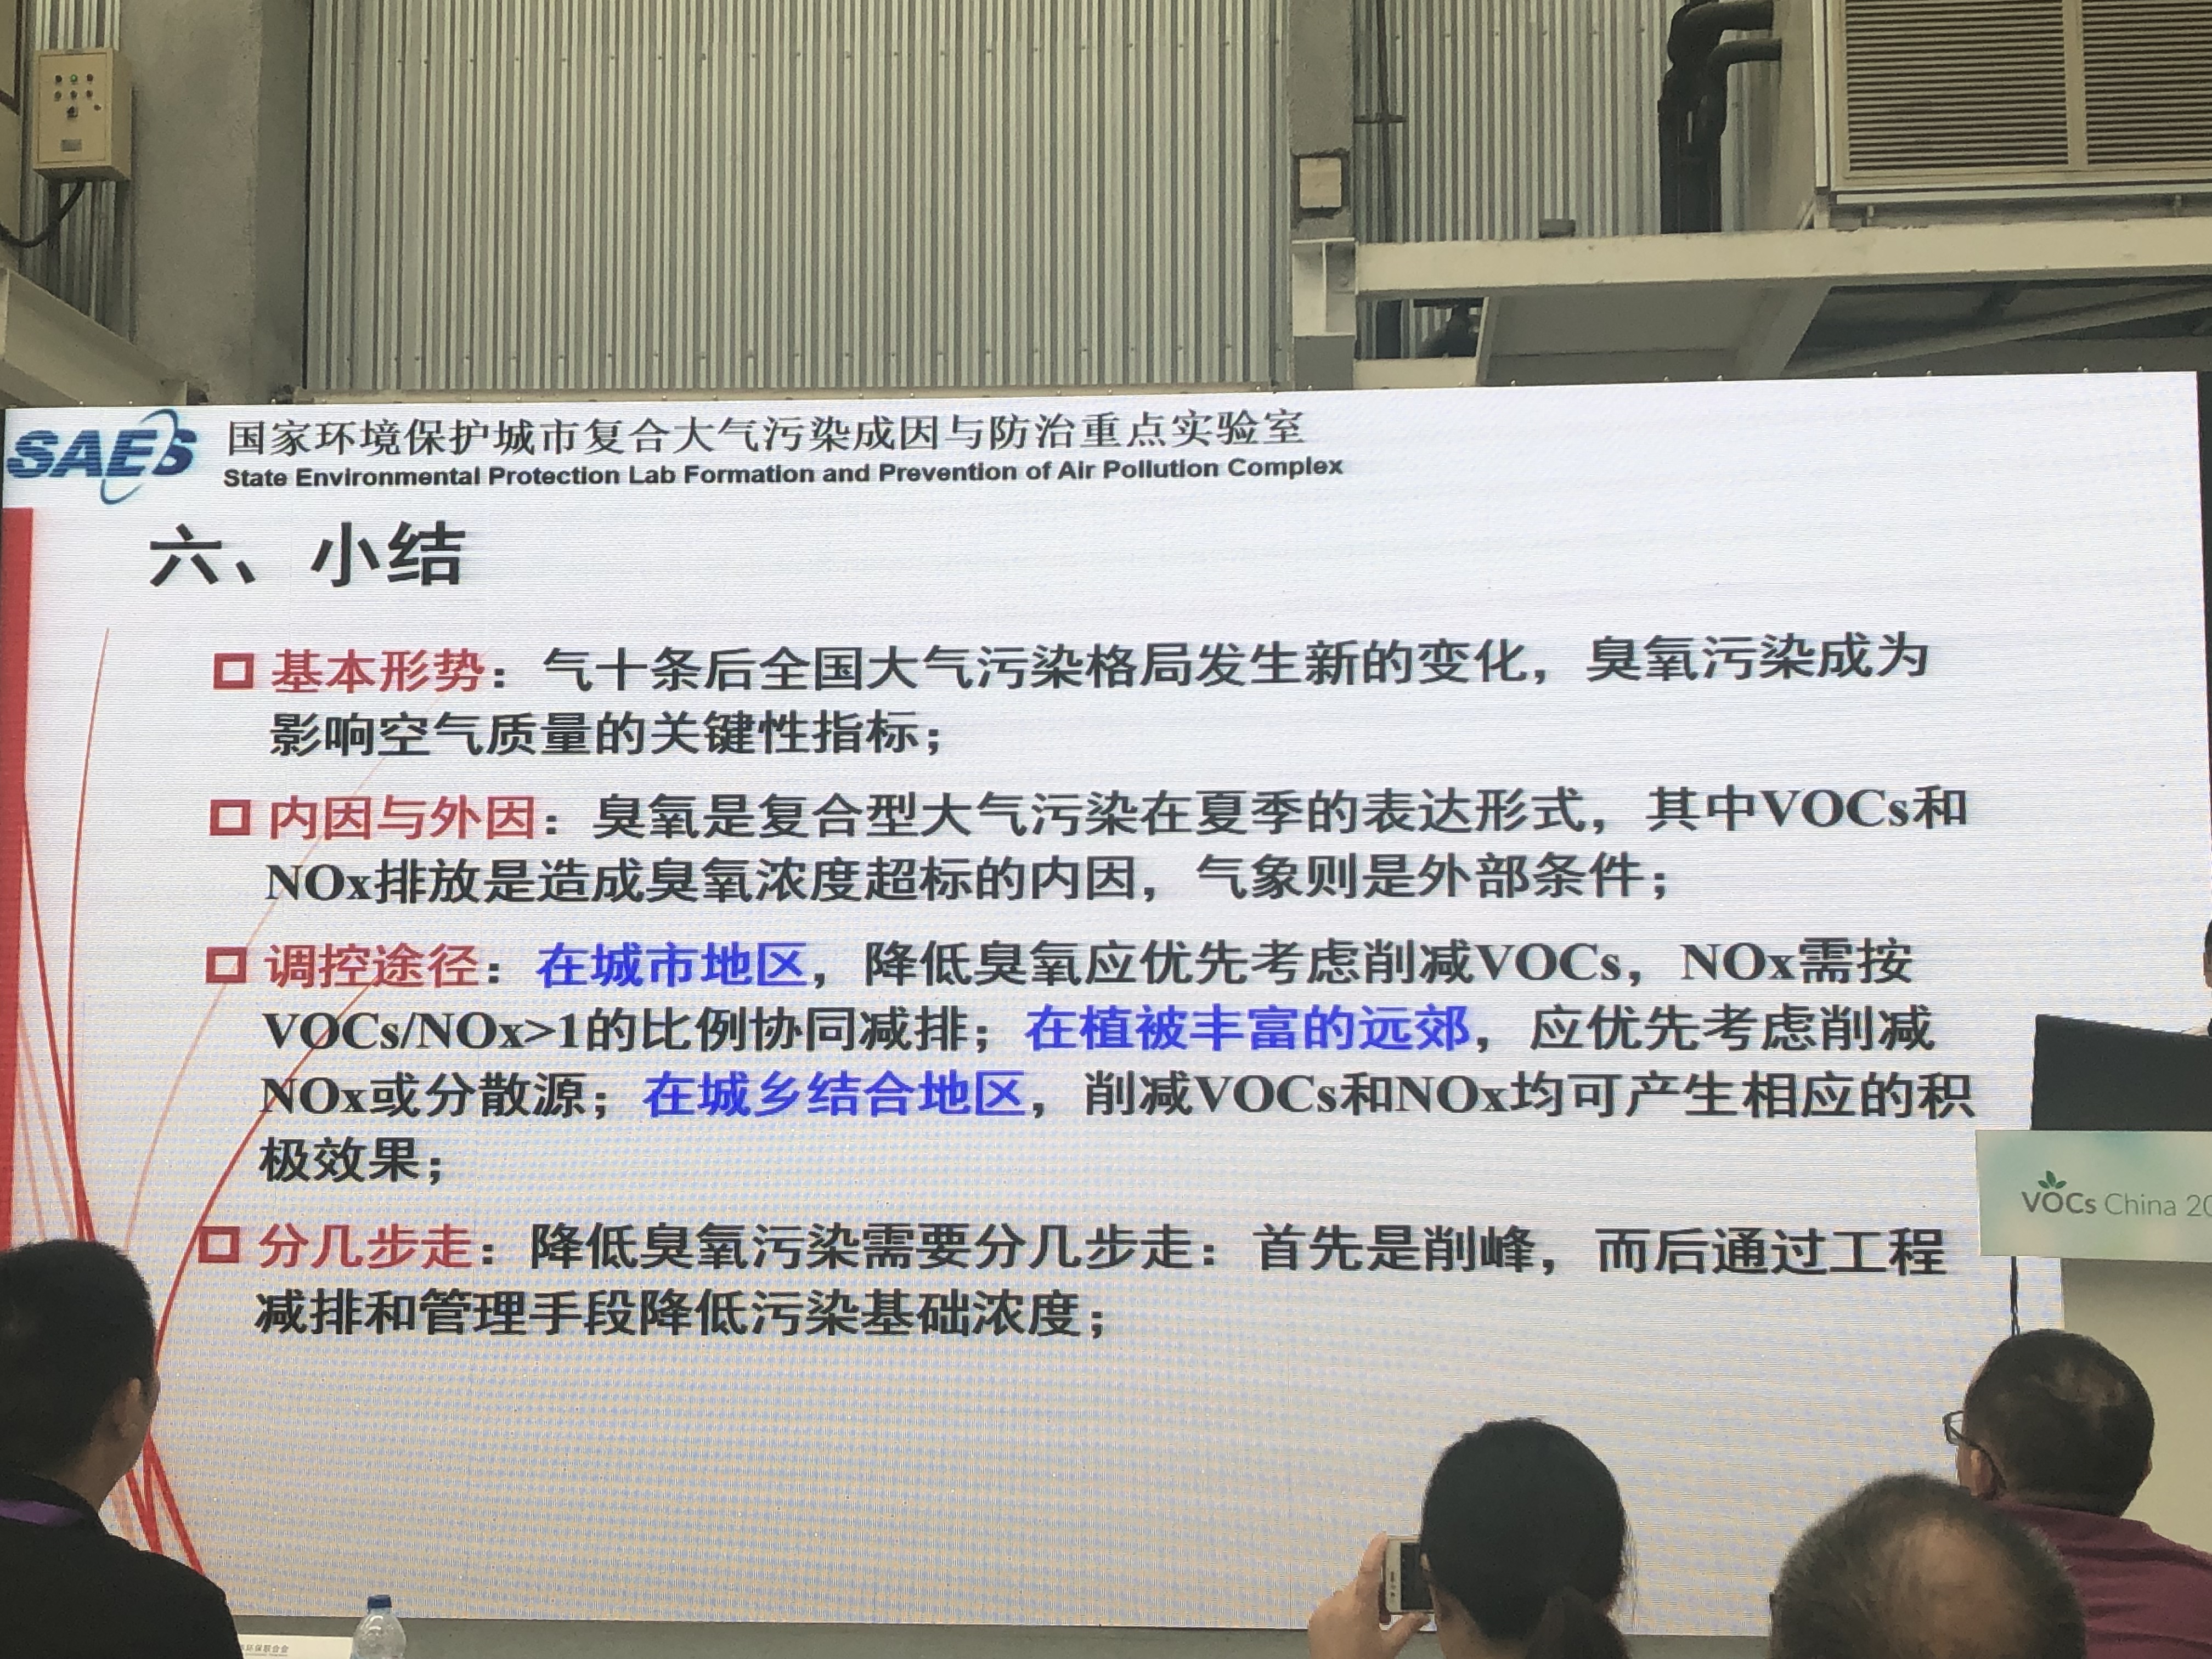 SAES
国家环境保护城市复合大气污染成因与防治重点实验室
State Environmental Protection Lab Formation and Prevention of Air Pollution Complex
六、小结
基本形势：气十条后全国大气污染格局发生新的变化，臭氧污染成为
影响空气质量的关键性指标；
内因与外因：臭氧是复合型大气污染在夏季的表达形式，其中VOCs和
NOx排放是造成臭氧浓度超标的内因，气象则是外部条件；
调控途径：在城市地区，降低臭氧应优先考虑削减VOCs，NOx需按
VOCs/NOx>1的比例协同减排；在植被丰富的远郊，应优先考虑削减
NOx或分散源；在城乡结合地区，削减VOCs和NOx均可产生相应的积
极效果；
分几步走：降低臭氧污染需要分几步走：首先是削峰，而后通过工程
减排和管理手段降低污染基础浓度；
VOCs China 20